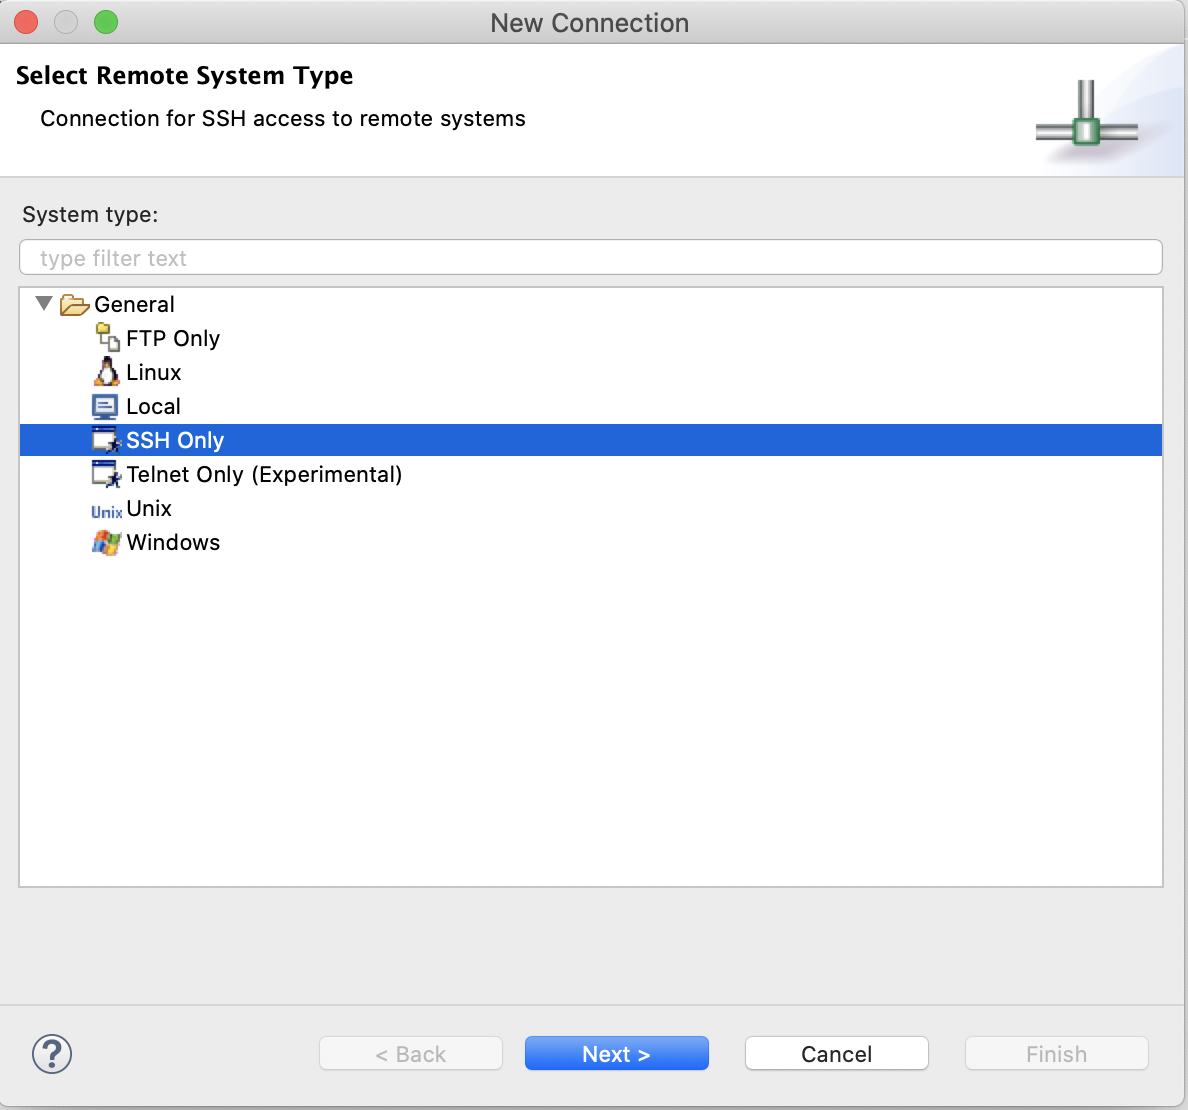 New Connection
Select Remote System Type
Connection for SSH access to remote systems
System type:
type filter text
General
FTP Only
Linux
Local
SSH Only
Telnet Only (Experimental)
Unix Unix
Windows
?
< Back
Next >
Cancel
Finish